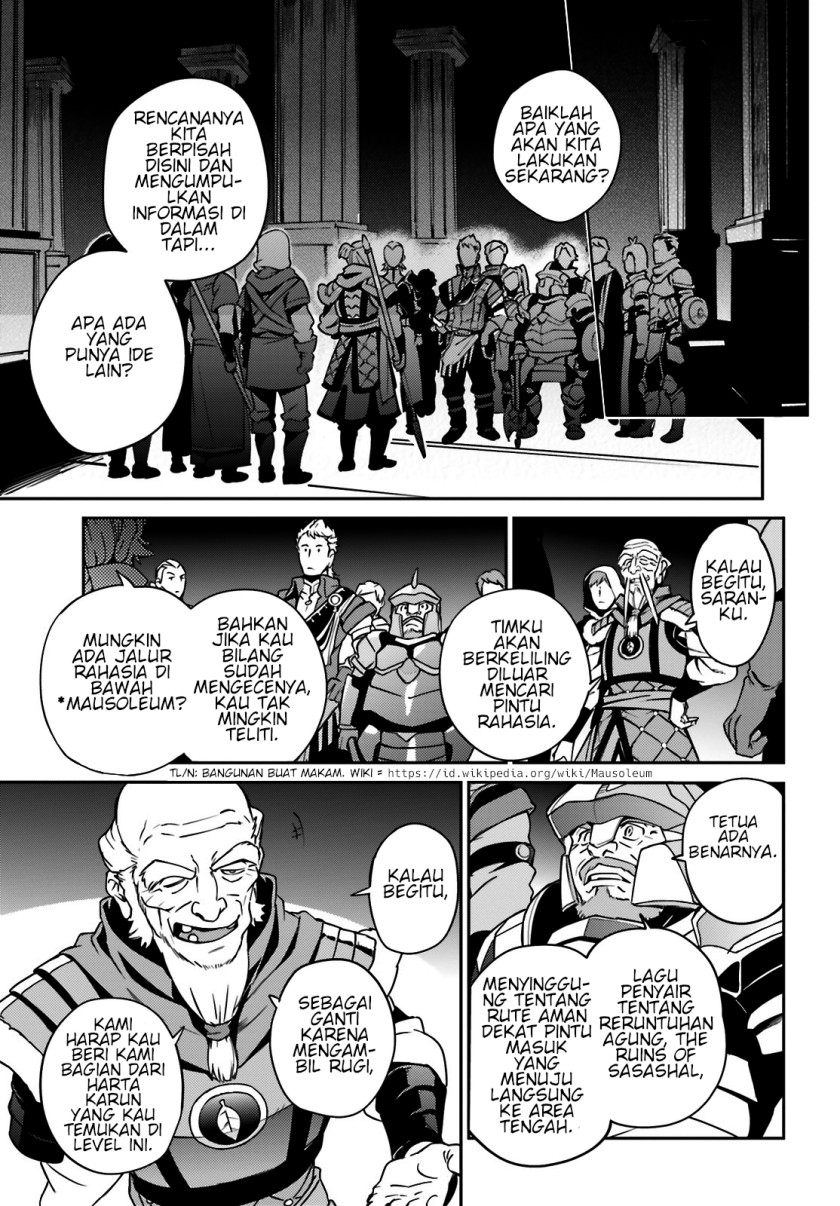 BAIKLAH
APA YANG
AKAN KITA
LAKUKAN
SEKARANG?
RENCANANYA
KITA
BERPISAH
DISINI DAN
MENGUMPU-
LKAN
INFORMASI DI
DALAM
TAPI...
APA ADA
YANG
PUNYA IDE
LAIN?
KALAU
BEGITU,
SARAN-
KU.
TIMKU
AKAN
BERKELILING
DILUAR
MENCARI
PINTU
RAHASIA.
BAHKAN
JIKA KAU
BILANG
SUDAH
MENGECENYA,
KAU TAK
MINGKIN
TELITI.
MUNGKIN
ADA JALUR
RAHASIA DI
BAWAH
*MAUSOLEUM?
TL/N: BANGUNAN BUAT MAKAM. WIKI = https://id.wikipedia.org/wiki/Mausoleum
TETUA
ADA
BENARNYA.
LAGU
PENYAIR
TENTANG
RERUNTUHAN
AGUNG, THE
RUINS OF
SASASHAL,
MENYINGGU-
NG TENTANG
RUTE AMAN
DEKAT PINTU
MASUK
YANG
MENUJU
LANGSUNG
KE AREA
TENGAH.
KALAU
BEGITU,
SEBAGAI
GANTI
KARENA
MENGAM-
BIL RUGI,
KAMI
HARAP KAU
BERI KAMI
BAGIAN DARI
HARTA
KARUN
YANG KAU
TEMUKAN DI
LEVEL INI.